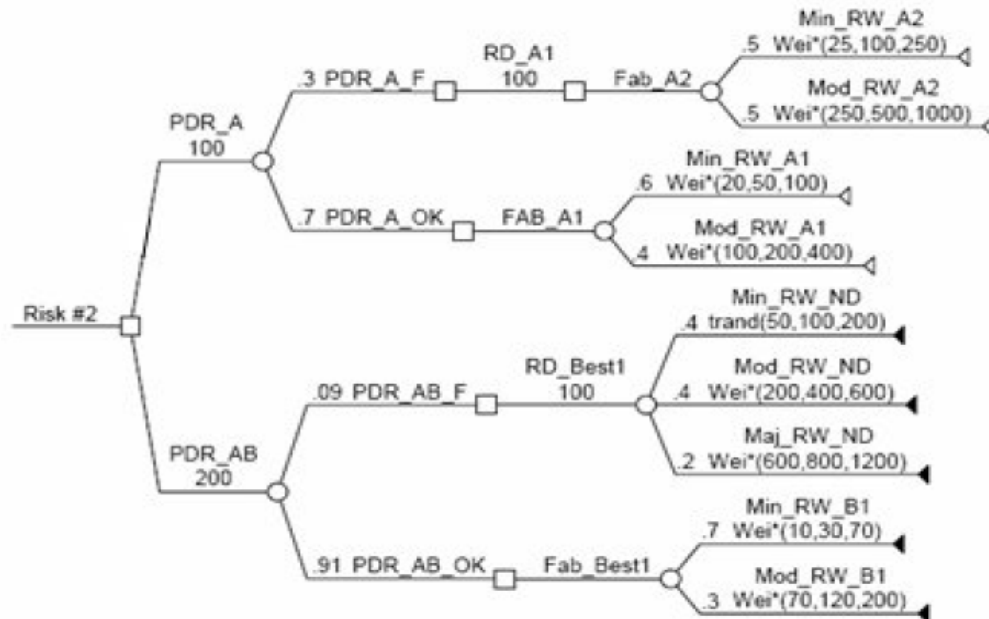 Min_RW_A2
.5 Wei*(25,100,250)
RD_A1
.3 PDR_A_F
100
Fab_A2
Mod_RW_A2
.5 Wei*(250,500,1000)
PDR_A
100
Min_RW_A1
.6 Wei*(20,50,100)
.7 PDR_A_OK
FAB_A1
Mod_RW_A1
.4 Wei*(100,200,400)
Risk #2
Min_RW_ND
.4 trand(50,100,200)
RD_Best1
.09 PDR_AB_F
100
Mod_RW_ND
.4 Wei*(200,400,600)
Maj_RW_ND
.2 Wei*(600,800,1200)
PDR_AB
200
Min_RW_B1
.7 Wei*(10,30,70)
.91 PDR_AB_OK
Fab_Best1
Mod_RW_B1
.3 Wei*(70,120,200)